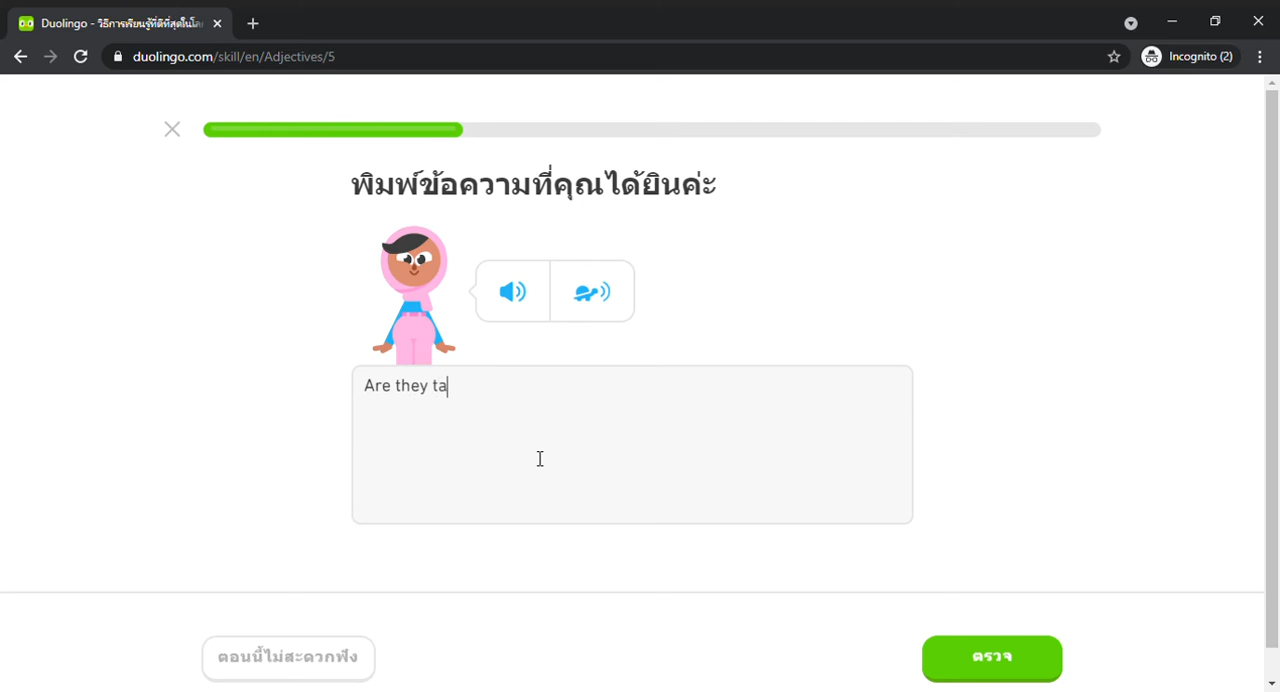 Duolingo - วิธีการเรียนรู้ที่ดีที่สุดในโล
duolingo.com/skill/en/Adjectives/5
Incognito (2)
พิมพ์ข้อความที่คุณได้ยินค่ะ
Are they ta
ตอนนี้ไม่สะดวกฟัง
ตรวจ